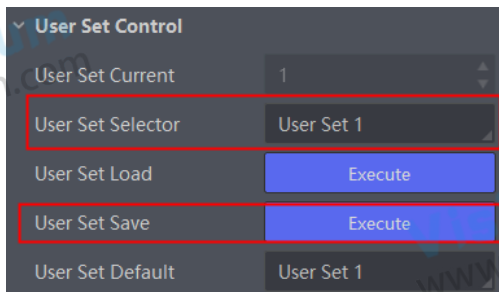 User Set Control
User Set Current 1
User Set Selector User Set 1
User Set Load Execute
User Set Save Execute
User Set Default User Set 1